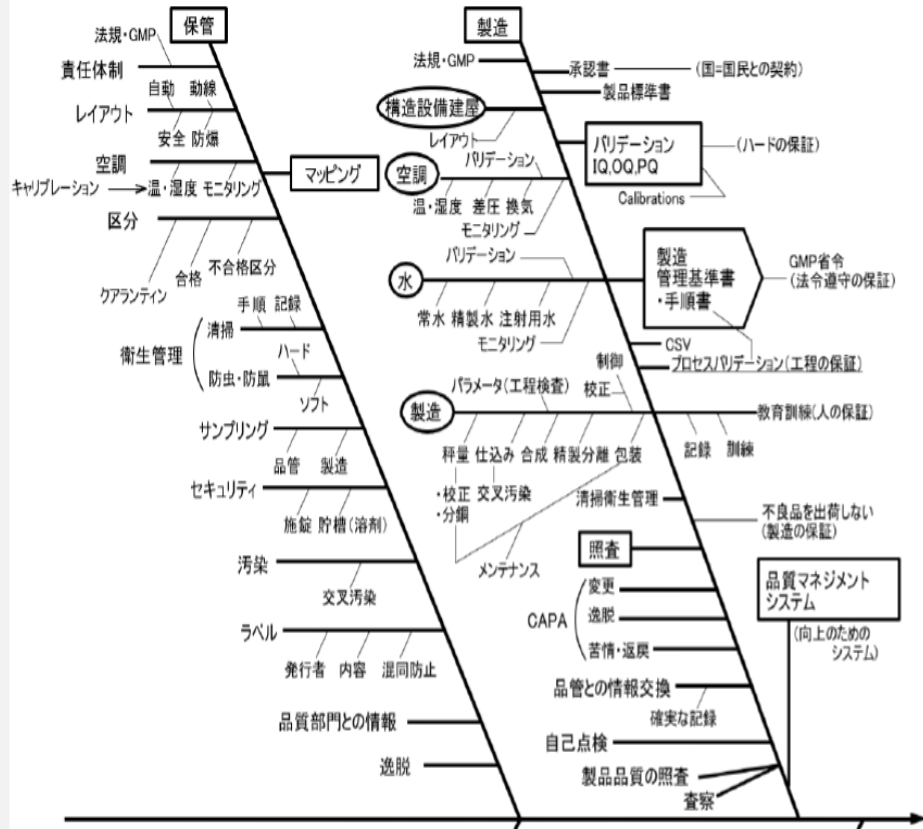 保管
法規・GMP
責任体制
自動 動線
レイアウト
安全 防爆
空調
キャリブレーション
温・湿度 モニタリング
マッピング
区分
クアランティン
合格
不合格区分
手順 記録
清掃
衛生管理
ハード
防虫・防鼠
ソフト
サンプリング
品管 製造
セキュリティ
施錠 貯槽(溶剤)
汚染
交叉汚染
ラベル
発行者 内容 混同防止
品質部門との情報
逸脱
製造
法規・GMP
承認書
(国=国民との契約)
製品標準書
構造設備建屋
レイアウト
バリデーション
IQ,OQ,PQ
(ハードの保証)
Calibrations
バリデーション
空調
温・湿度 差圧 換気
モニタリング
バリデーション
水
常水 精製水 注射用水
モニタリング
製造
管理基準書
・手順書
GMP省令
(法令遵守の保証)
CSV
プロセスバリデーション(工程の保証)
制御
校正
パラメータ(工程検査)
製造
教育訓練(人の保証)
記録 訓練
秤量 仕込み 合成 精製分離 包装
・校正
・分銅
交叉汚染
メンテナンス
清掃衛生管理
不良品を出荷しない
(製造の保証)
照査
CAPA
変更
逸脱
苦情・返戻
品質マネジメント
システム
(向上のための
システム)
品管との情報交換
確実な記録
自己点検
製品品質の照査
査察